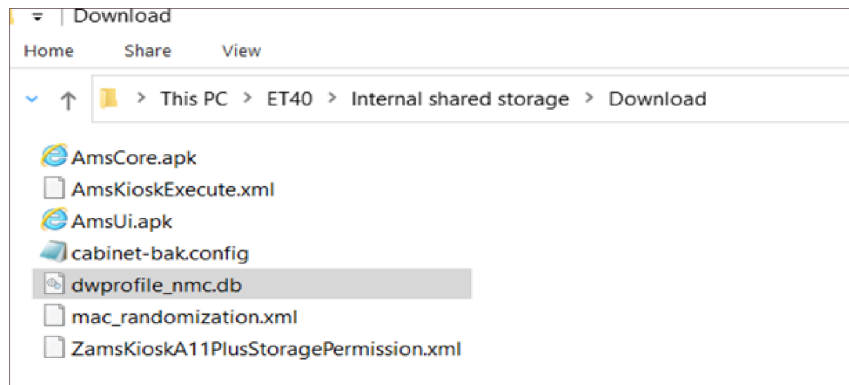 Download
Home Share View
This PC > ET40 > Internal shared storage > Download
AmsCore.apk
AmsKioskExecute.xml
AmsUi.apk
cabinet-bak.config
dwprofile_nmc.db
mac_randomization.xml
ZamsKioskA11PlusStoragePermission.xml